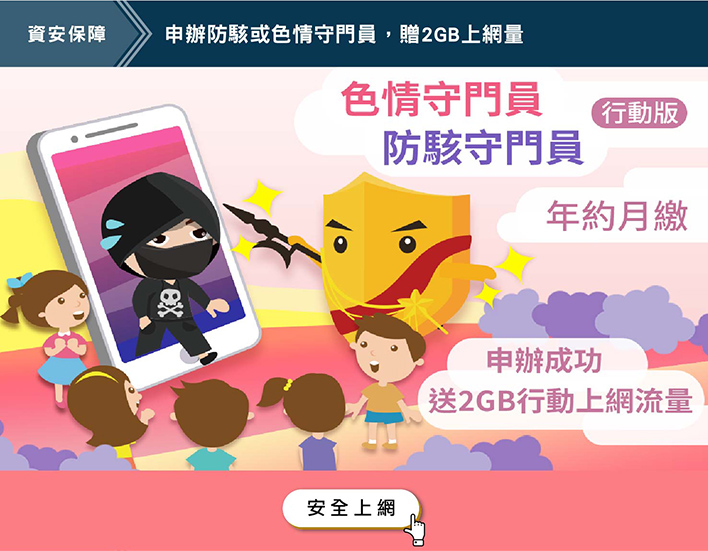 資安保障
申辦防駭或色情守門員，贈2GB上網量
色情守門員
防駭守門員
行動版
年約月繳
申辦成功
送2GB行動上網流量
安全上網